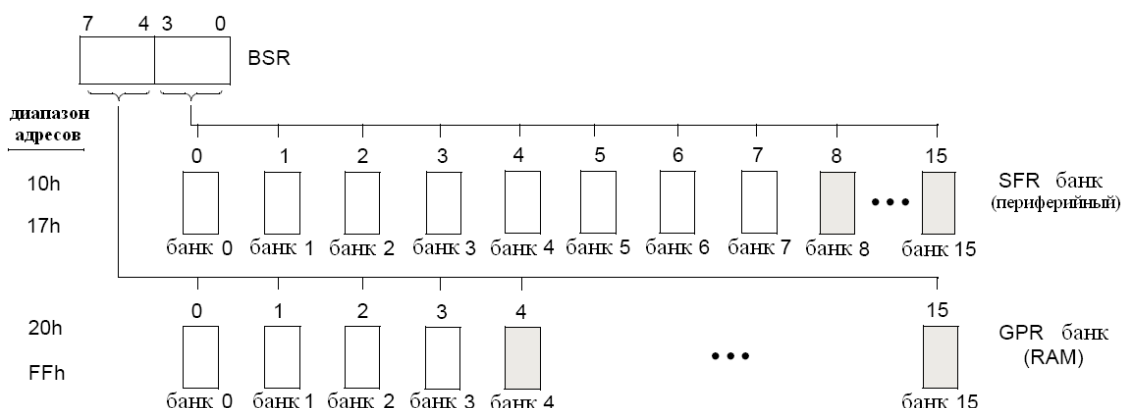 7 4 3 0
BSR
диапазон
адресов
0 1 2 3 4 5 6 7 8 15
10h
17h
SFR банк
(периферийный)
банк 0 банк 1 банк 2 банк 3 банк 4 банк 5 банк 6 банк 7 банк 8 банк 15
0 1 2 3 4 15
20h
FFh
GPR банк
(RAM)
банк 0 банк 1 банк 2 банк 3 банк 4 банк 15